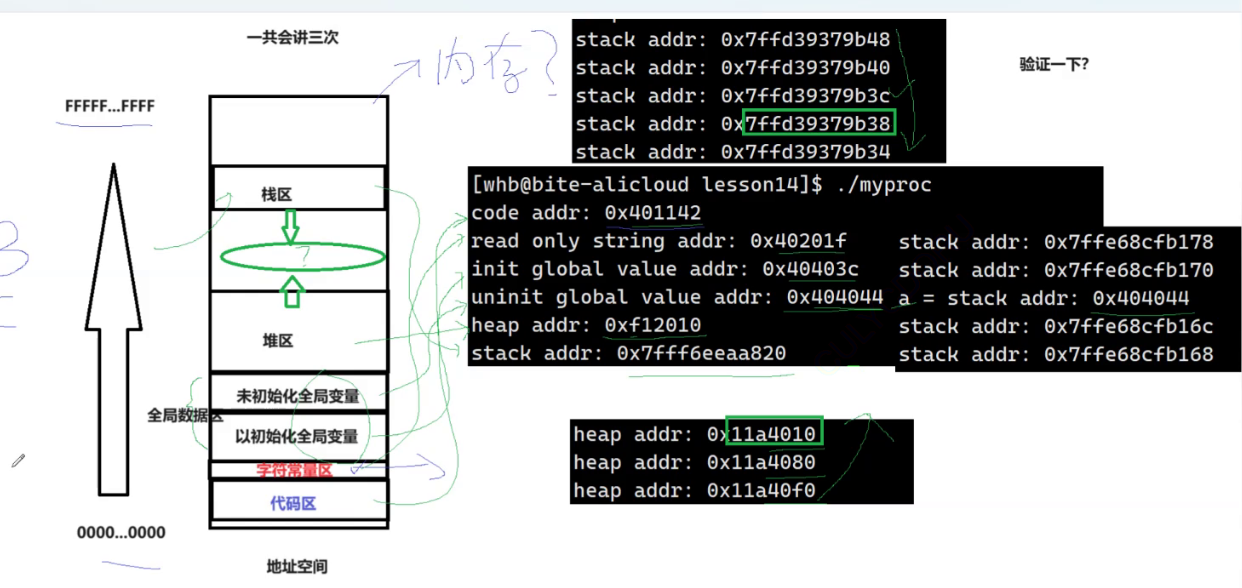 一共会讲三次
内存?
验证一下?
FFFFF...FFFF
栈区
?
堆区
未初始化全局变量
全局数据区
以初始化全局变量
字符常量区
代码区
0000...0000
地址空间
stack addr: 0x7ffd39379b48
stack addr: 0x7ffd39379b40
stack addr: 0x7ffd39379b3c
stack addr: 0x7ffd39379b38
stack addr: 0x7ffd39379b34
[whb@bite-alicloud lesson14]$ ./myproc
code addr: 0x401142
read only string addr: 0x40201f
init global value addr: 0x40403c
uninit global value addr: 0x404044
heap addr: 0xf12010
stack addr: 0x7fff6eeaa820
stack addr: 0x7ffe68cfb178
stack addr: 0x7ffe68cfb170
a = stack addr: 0x404044
stack addr: 0x7ffe68cfb16c
stack addr: 0x7ffe68cfb168
heap addr: 0x11a4010
heap addr: 0x11a4080
heap addr: 0x11a40f0